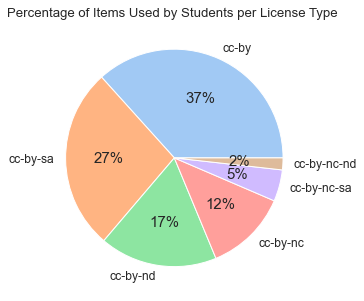 Percentage of Items Used by Students per License Type
cc-by
37%
cc-by-sa
27%
cc-by-nd
17%
cc-by-nc
12%
cc-by-nc-sa
5%
cc-by-nc-nd
2%